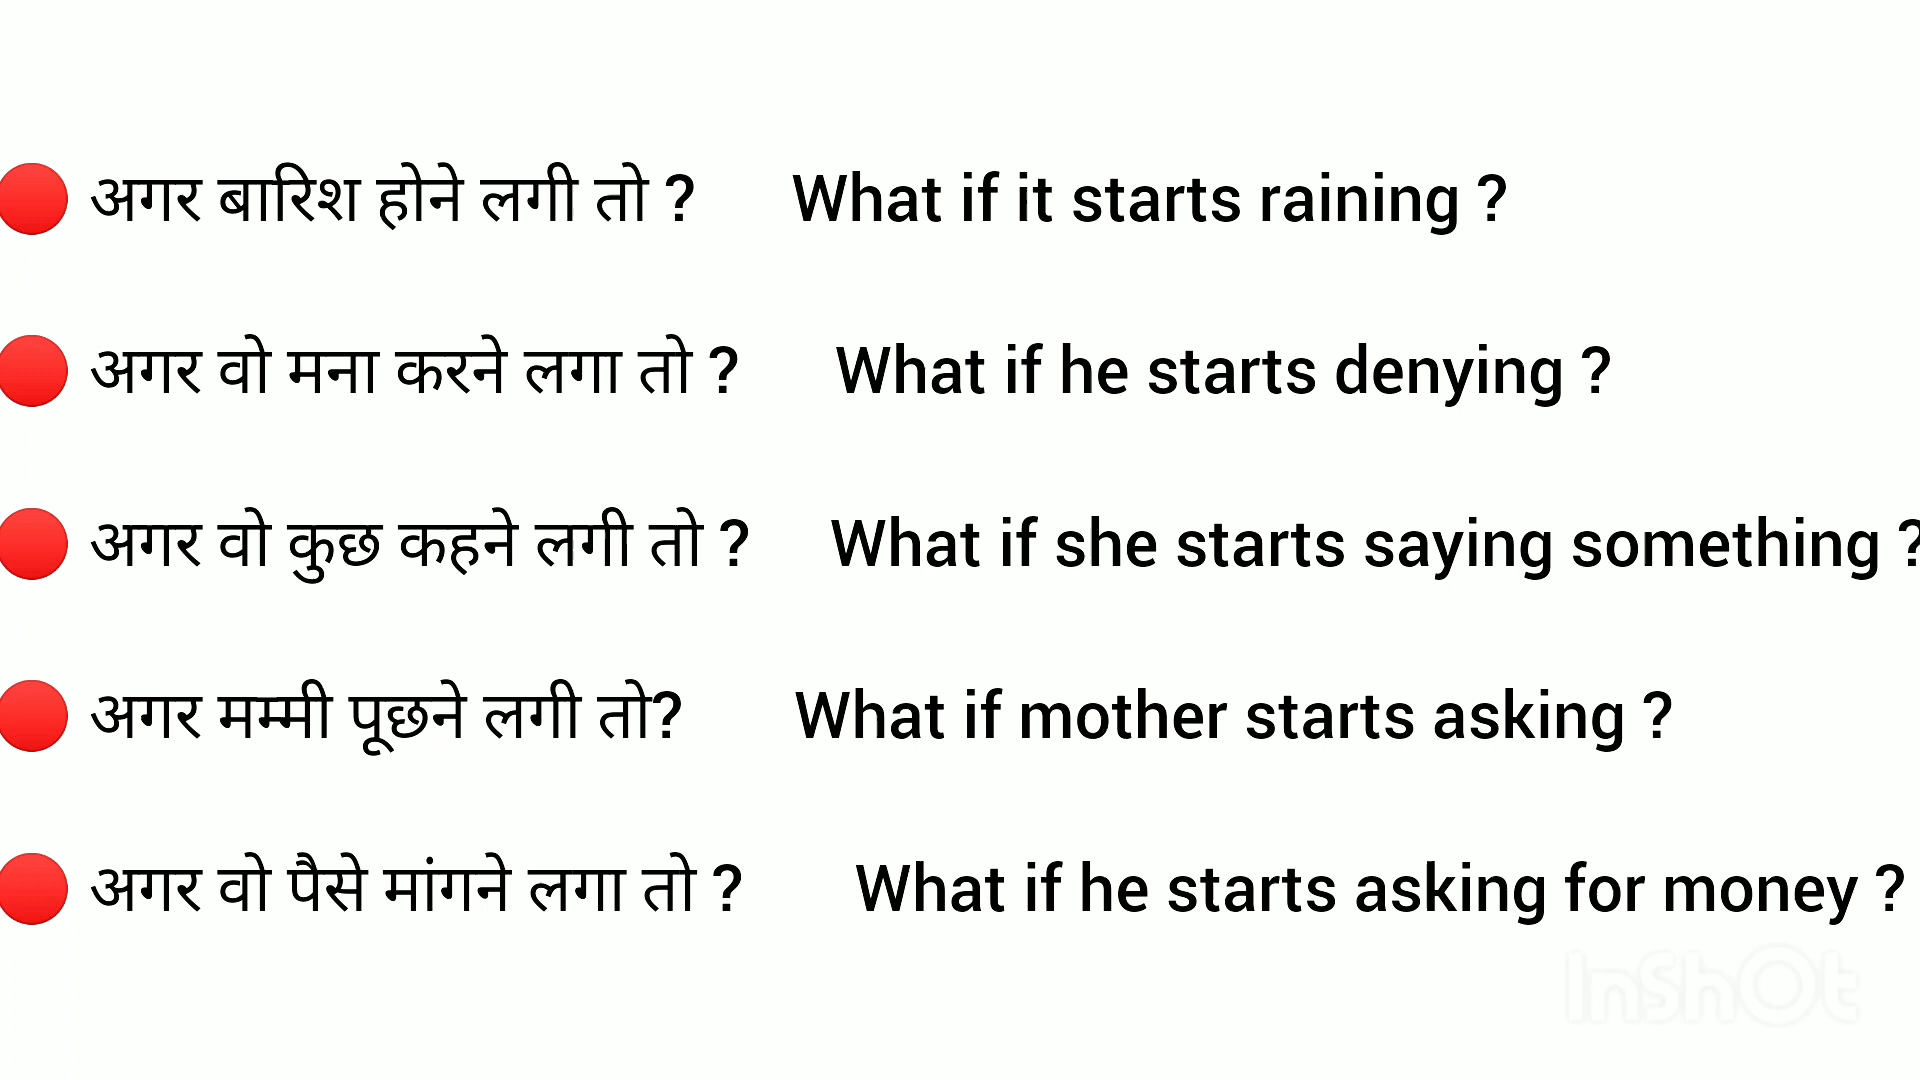 🔴 अगर बारिश होने लगी तो ? What if it starts raining ?
🔴 अगर वो मना करने लगा तो ? What if he starts denying ?
🔴 अगर वो कुछ कहने लगी तो ? What if she starts saying something ?
🔴 अगर मम्मी पूछने लगी तो? What if mother starts asking ?
🔴 अगर वो पैसे मांगने लगा तो ? What if he starts asking for money ?
InShOt